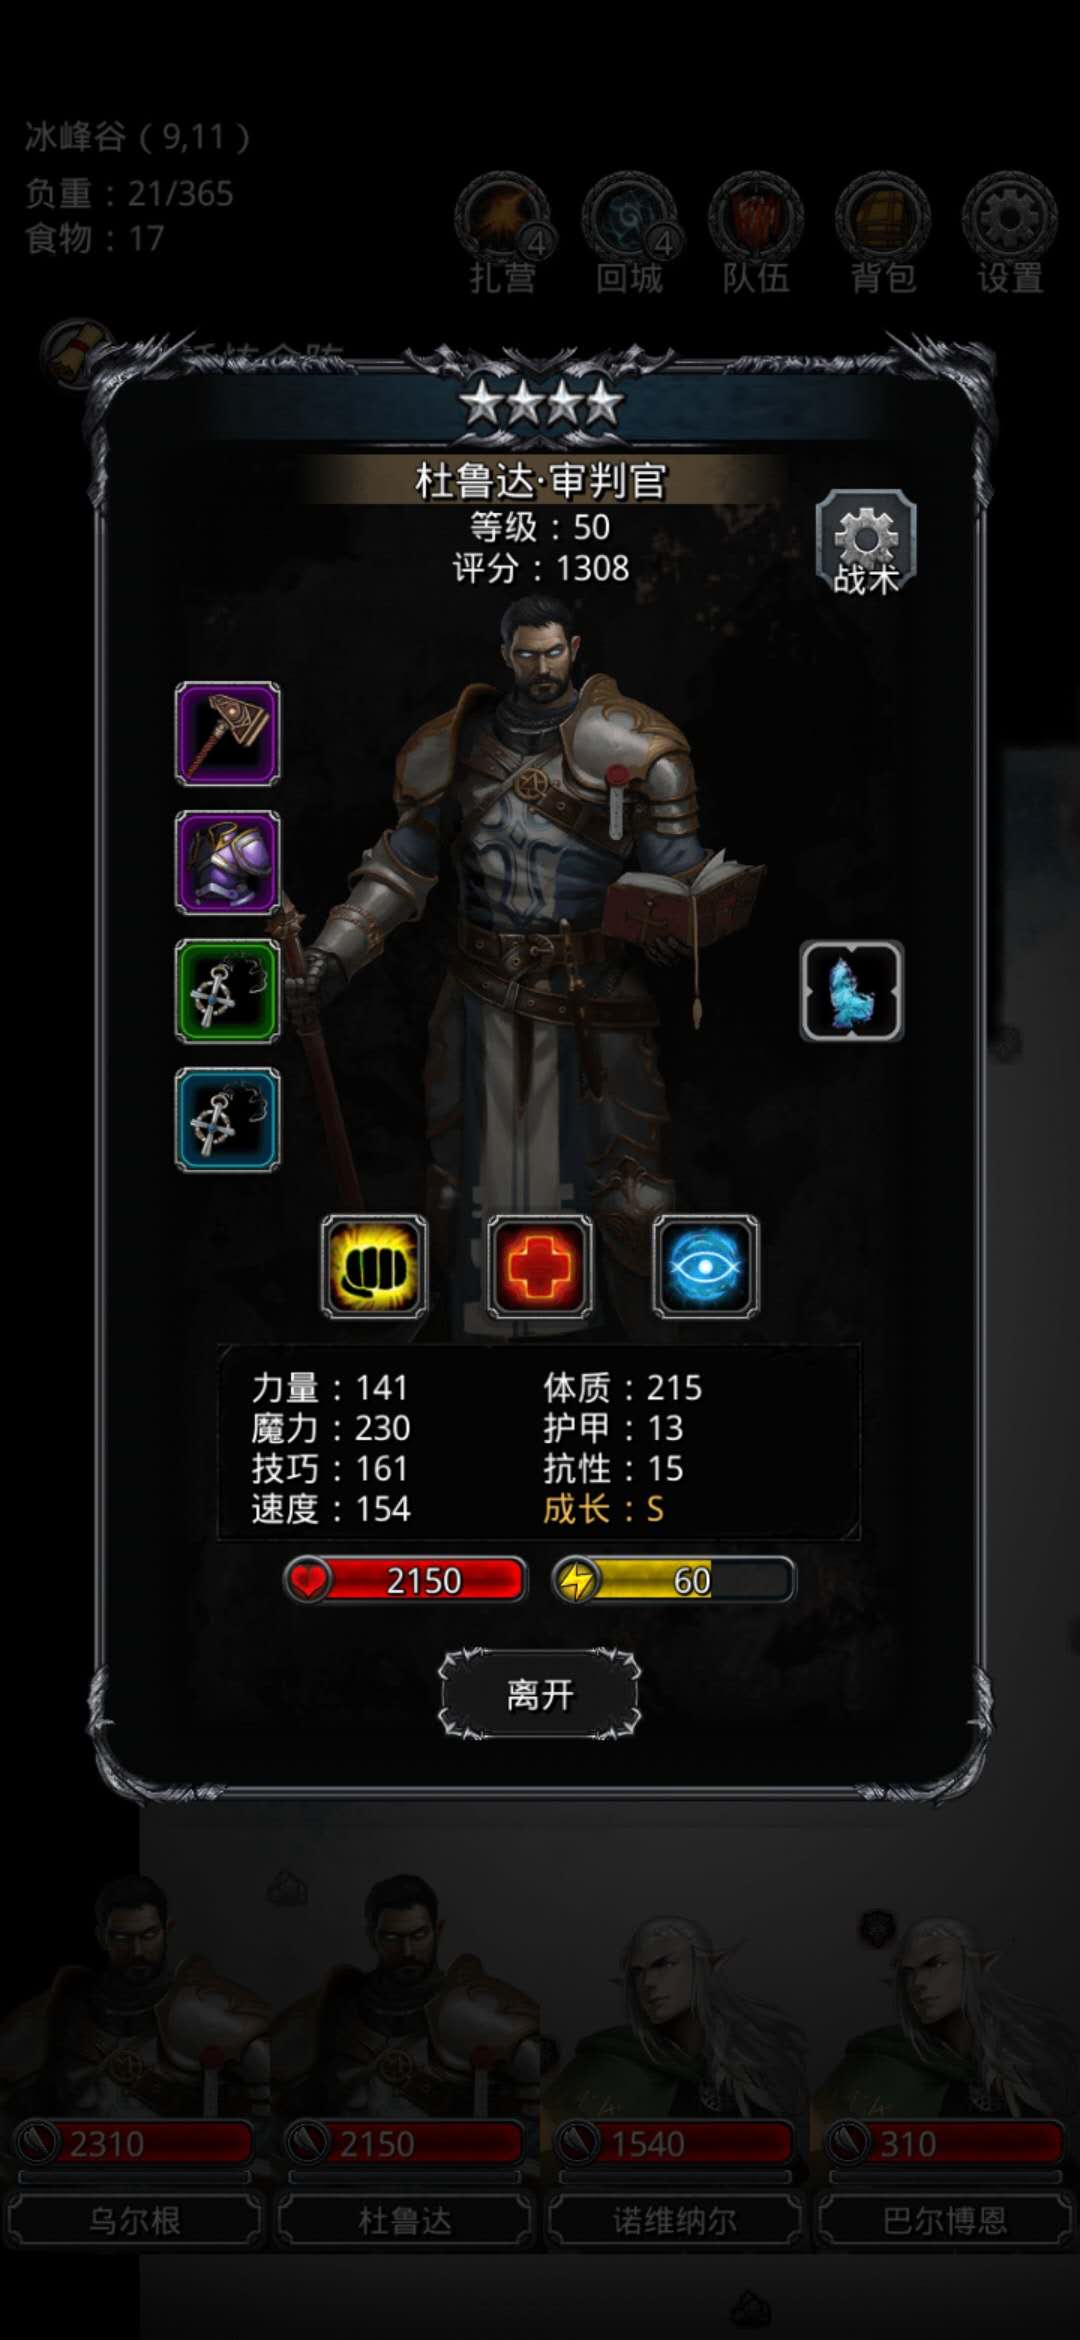 冰峰谷（9,11）
负重：21/365
食物：17
4
4
扎营
回城
队伍
背包
设置
杜鲁达·审判官
等级：50
评分：1308
战术
力量：141
体质：215
魔力：230
护甲：13
技巧：161
抗性：15
速度：154
成长：S
2150
60
离开
2310
2150
1540
310
乌尔根
杜鲁达
诺维纳尔
巴尔博恩